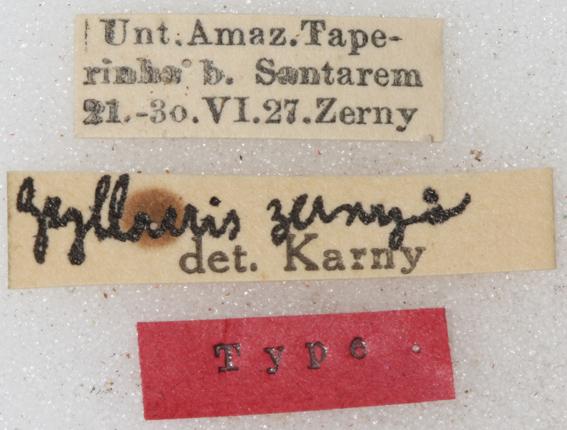 Unt.Amaz.Tape-
rinha b. Santarem
21.-30.VI.27.Zerny
Gryllacris zernyi
det. Karny
Type.